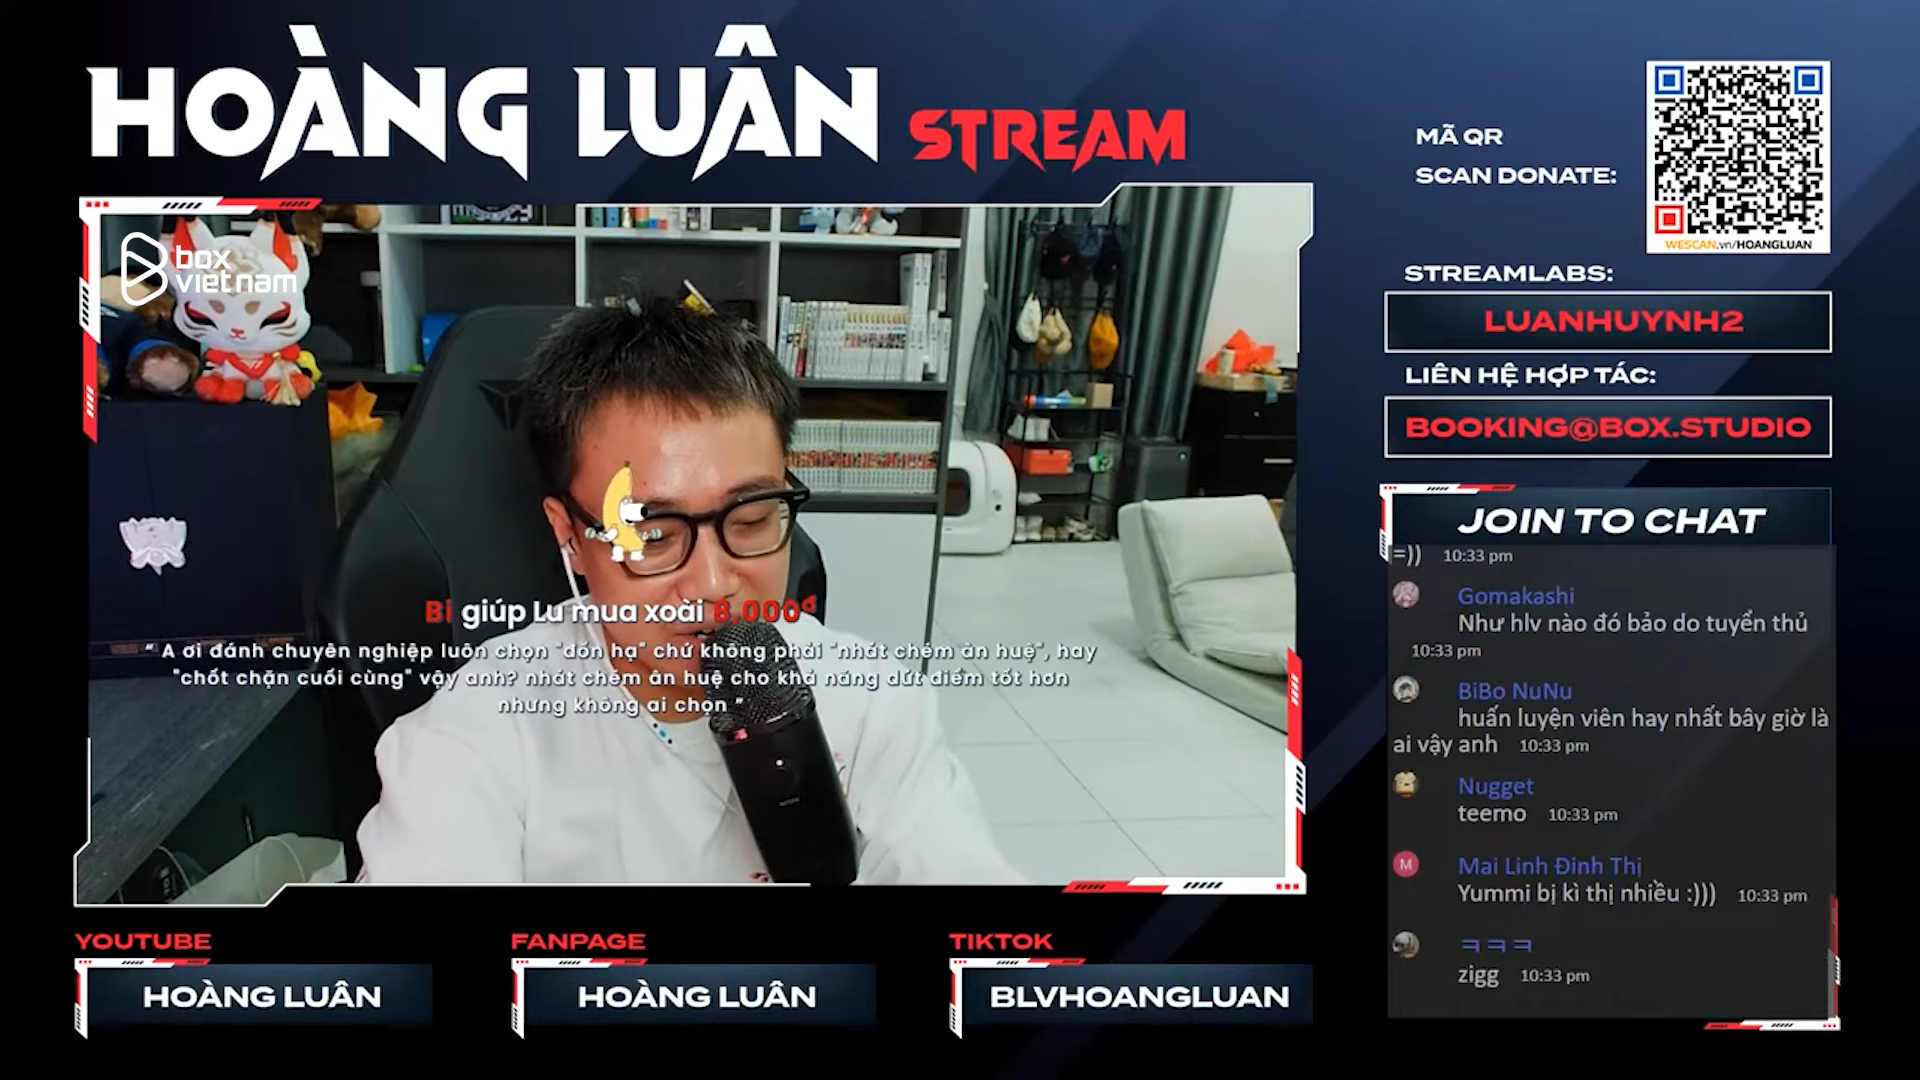 HOÀNG LUÂN STREAM
MÃ QR
SCAN DONATE:
WESCAN.vn/HOANGLUAN
STREAMLABS:
LUANHUYNH2
LIÊN HỆ HỢP TÁC:
BOOKING@BOX.STUDIO
box
vietnam
Bi giúp Lu mua xoài 8,000đ
" A ơi đánh chuyên nghiệp luôn chọn "đốn hạ" chứ không phải "nhát chém ân huệ", hay
"chốt chặn cuối cùng" vậy anh? nhát chém ân huệ cho khả năng dứt điểm tốt hơn
nhưng không ai chọn "
JOIN TO CHAT
=)) 10:33 pm
Gomakashi
Như hlv nào đó bảo do tuyển thủ
10:33 pm
BiBo NuNu
huấn luyện viên hay nhất bây giờ là
ai vậy anh 10:33 pm
Nugget
teemo 10:33 pm
M
Mai Linh Đinh Thị
Yummi bị kì thị nhiều :))) 10:33 pm
ㅋㅋㅋ
zigg 10:33 pm
YOUTUBE
HOÀNG LUÂN
FANPAGE
HOÀNG LUÂN
TIKTOK
BLVHOANGLUAN